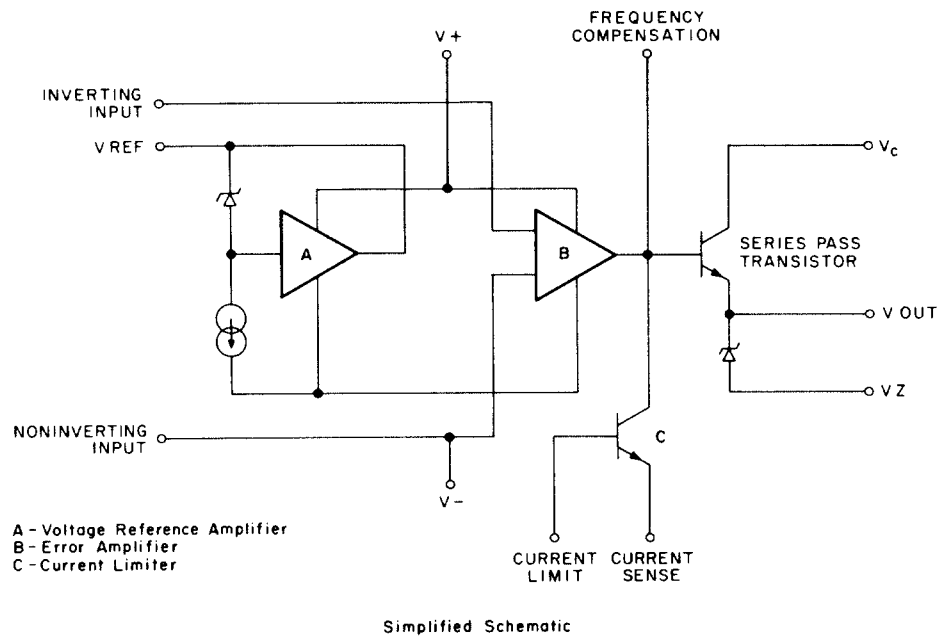 FREQUENCY
COMPENSATION
V+
INVERTING
INPUT
V REF
Vc
A
B
SERIES PASS
TRANSISTOR
V OUT
VZ
NONINVERTING
INPUT
C
V-
A - Voltage Reference Amplifier
B - Error Amplifier
C - Current Limiter
CURRENT
LIMIT
CURRENT
SENSE
Simplified Schematic